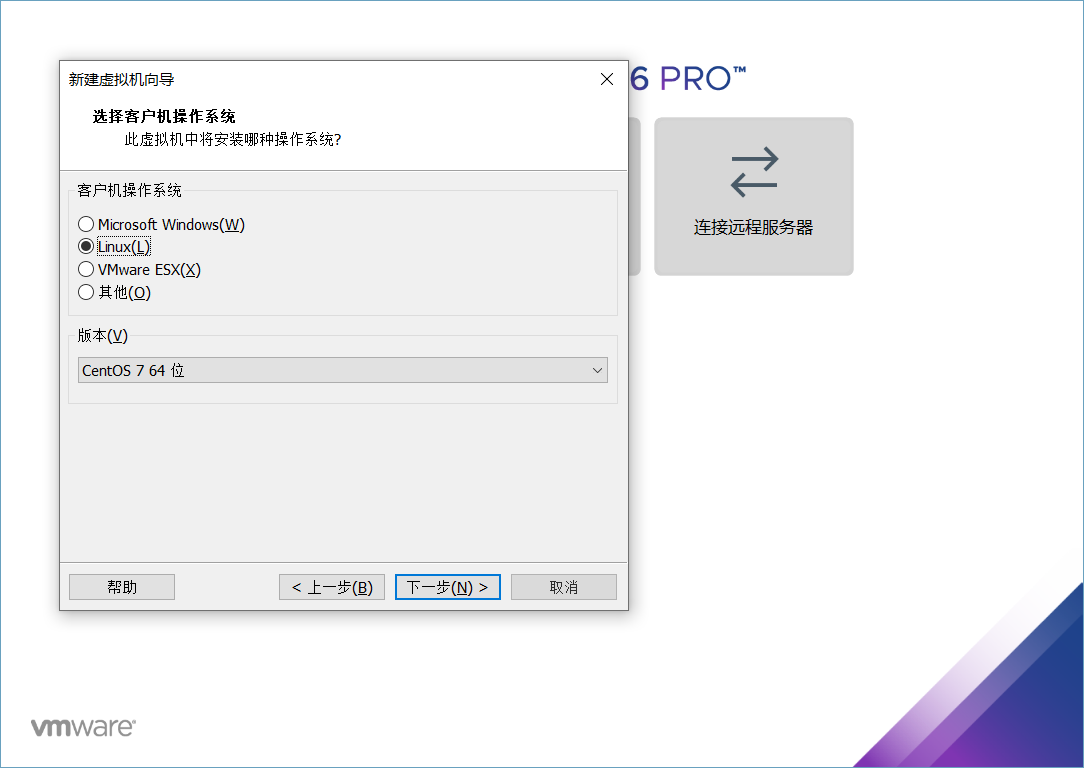 新建虚拟机向导
6 PRO™
选择客户机操作系统
此虚拟机中将安装哪种操作系统?
客户机操作系统
Microsoft Windows(W)
Linux(L)
VMware ESX(X)
其他(O)
版本(V)
CentOS 7 64 位
连接远程服务器
帮助
< 上一步(B)
下一步(N) >
取消
vmware®